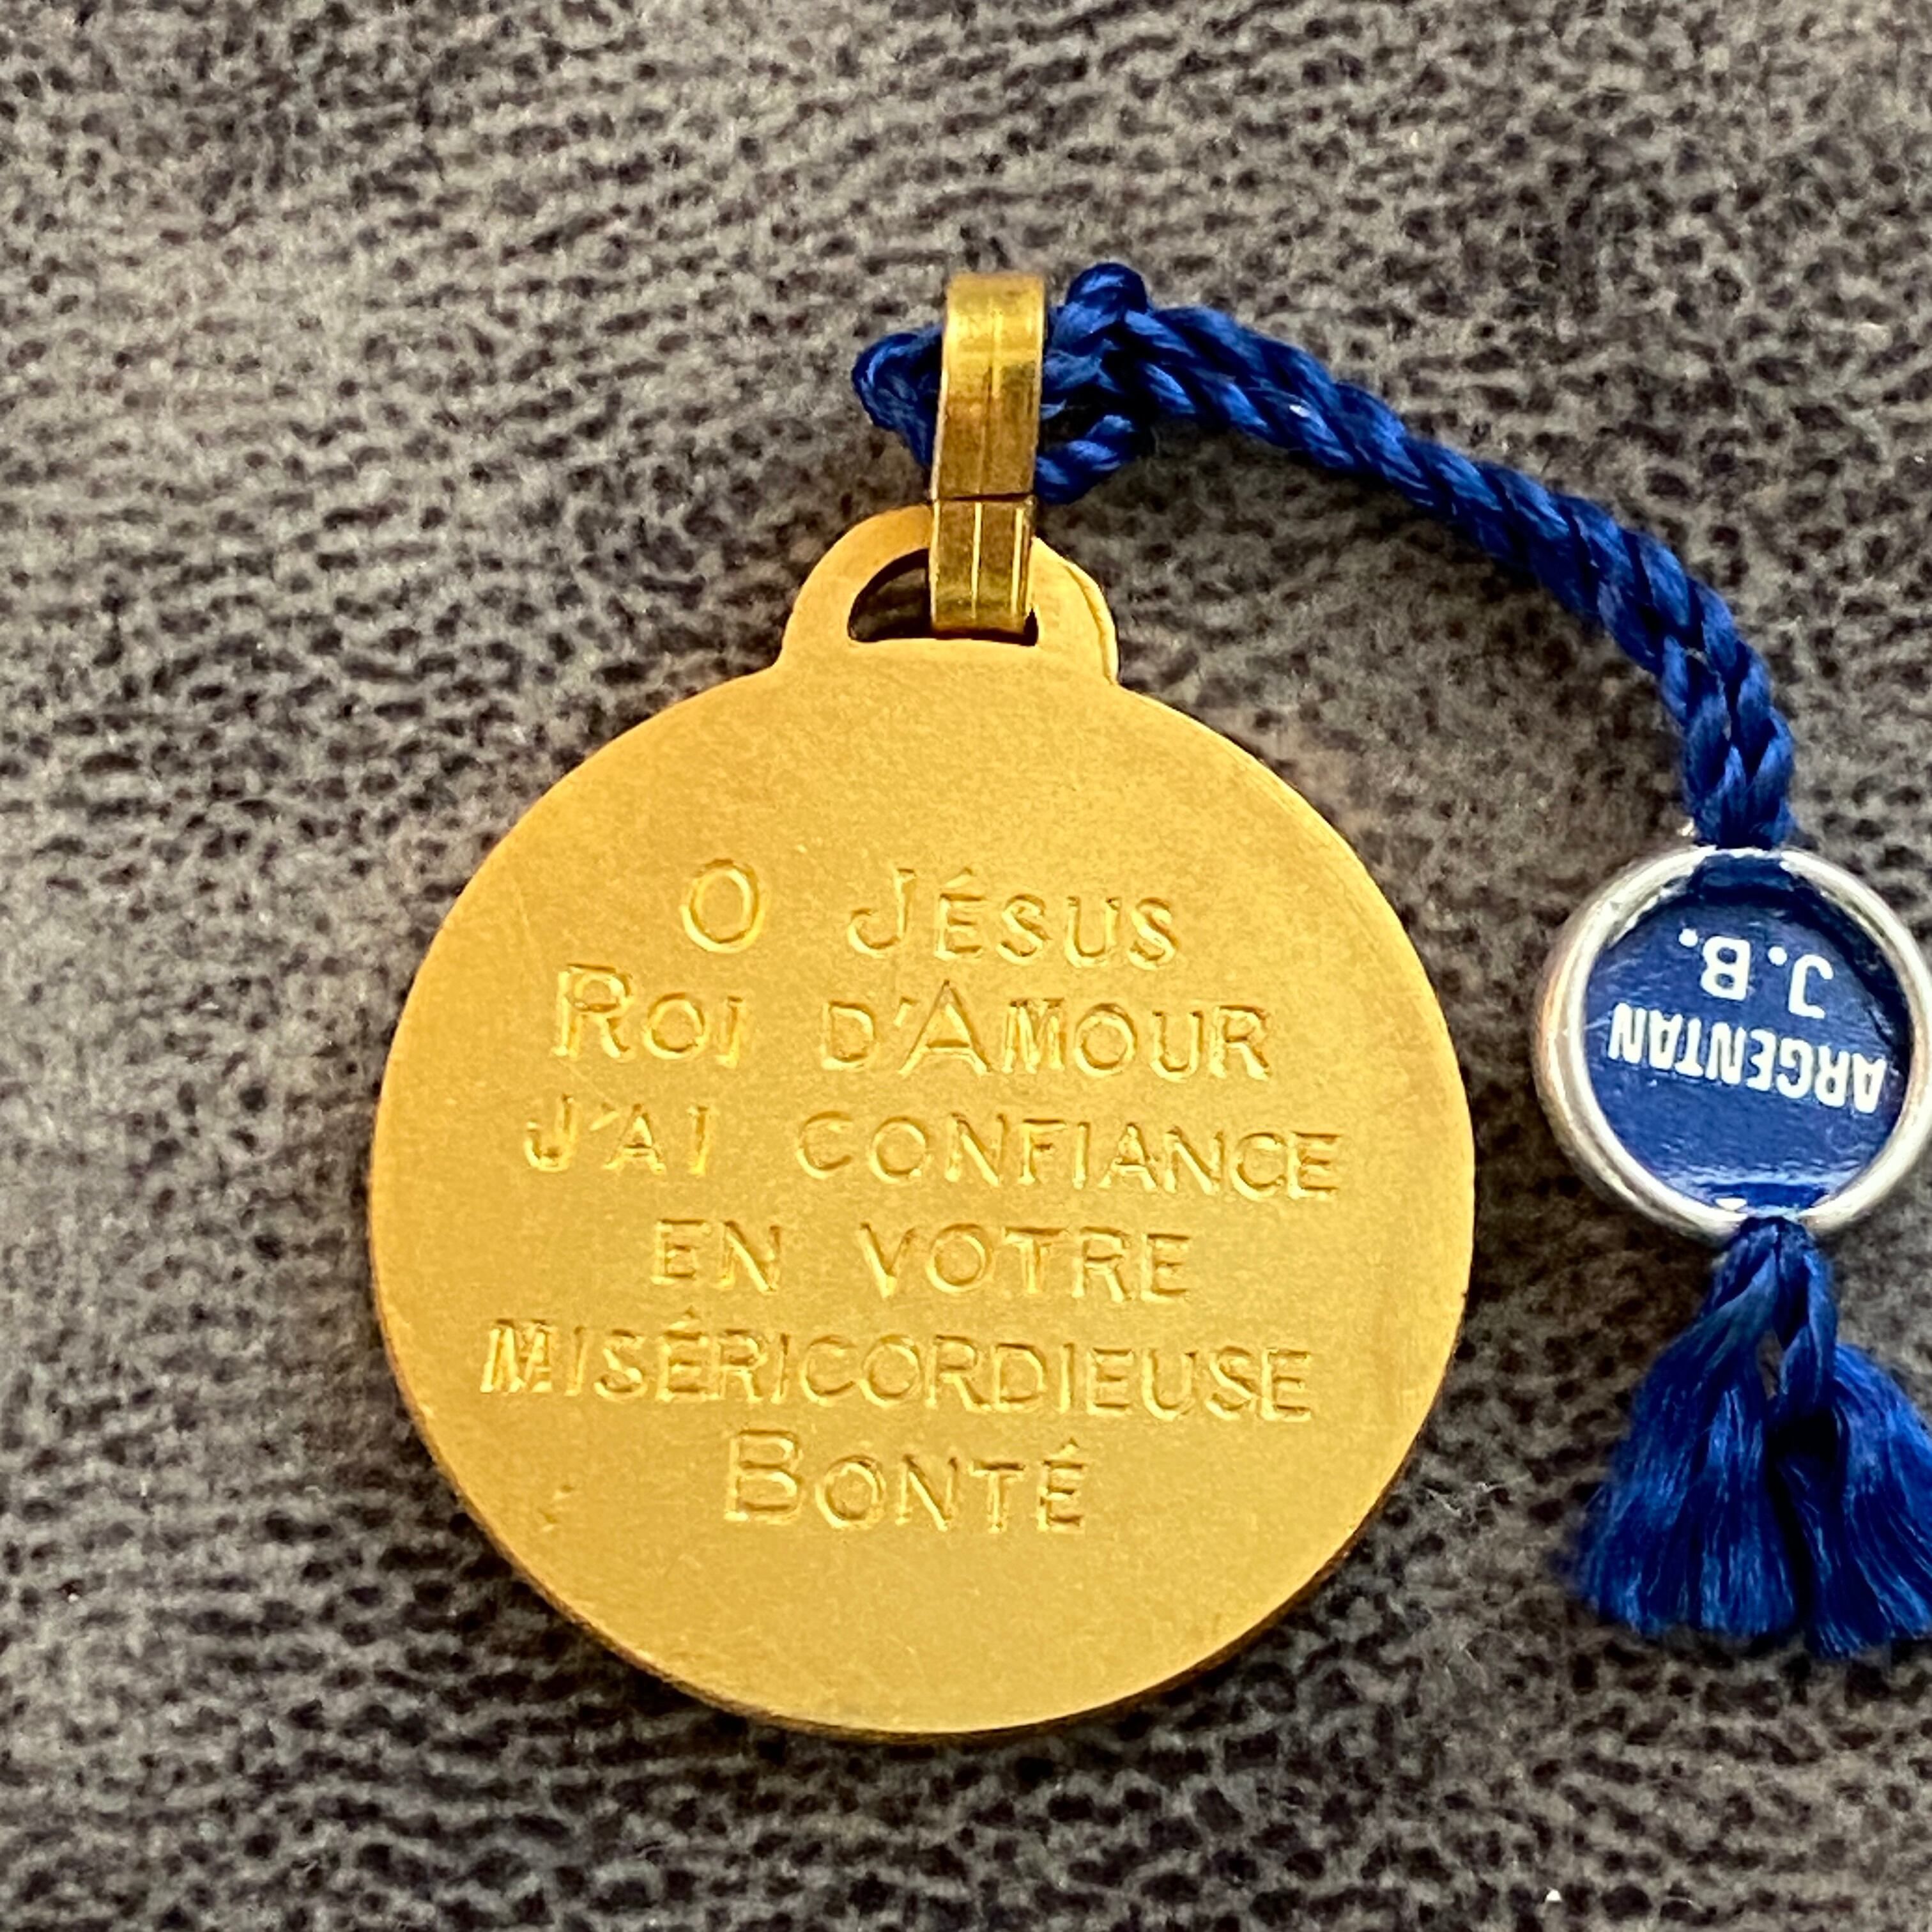 O JÉSUS
ROI D'AMOUR
J'AI CONFIANCE
EN VOTRE
MISÉRICORDIEUSE
BONTÉ
ARGENTAN
J.B.